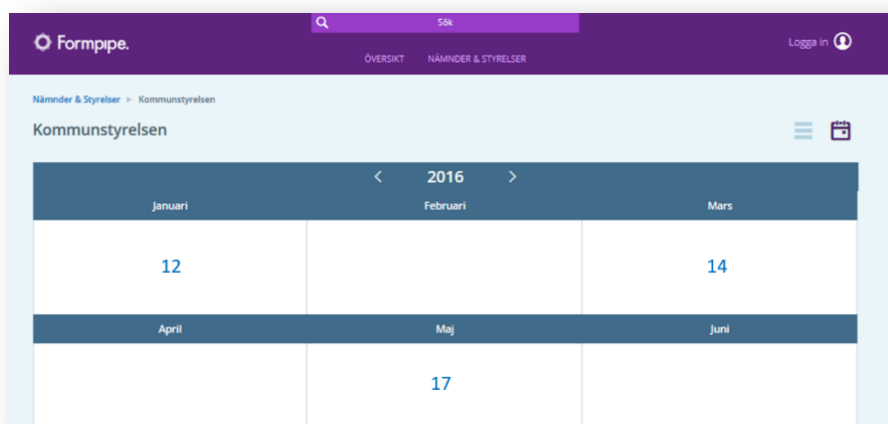 Sök
Formpipe.
Logga in
ÖVERSIKT NÄMNDER & STYRELSER
Nämnder & Styrelser > Kommunstyrelsen
Kommunstyrelsen
< 2016 >
Januari Februari Mars
12 14
April Maj Juni
17